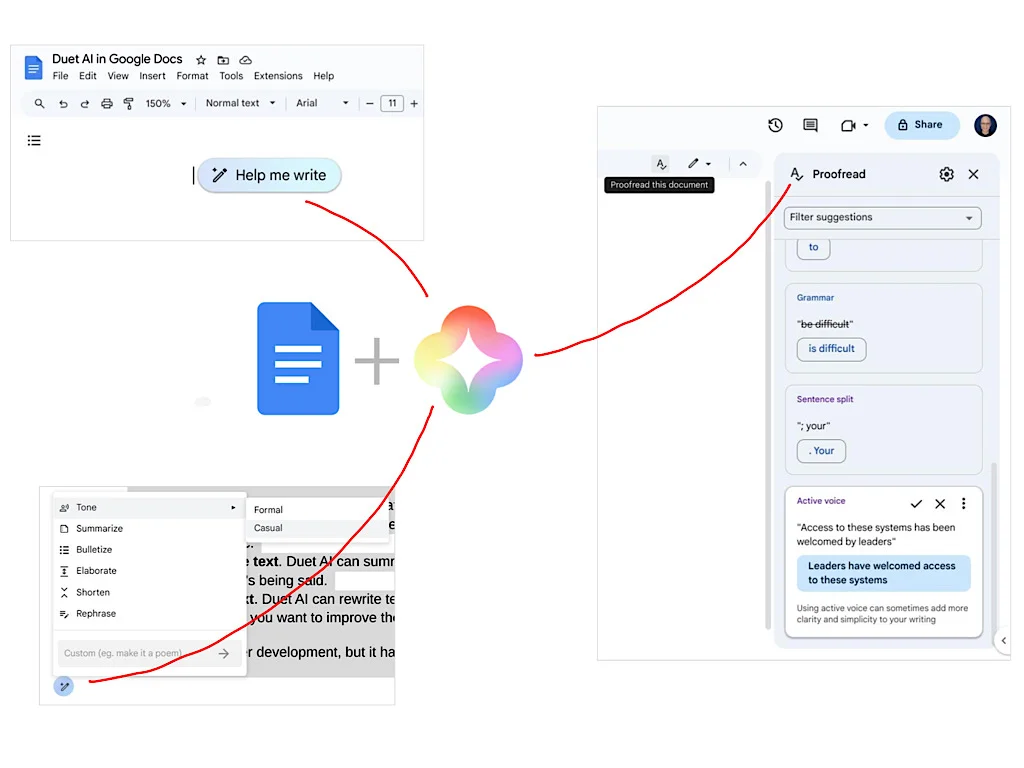 Duet AI in Google Docs
File Edit View Insert Format Tools Extensions Help
150% Normal text Arial − 11 +
Help me write
Share
Proofread this document
Proofread
Filter suggestions
to
Grammar
"be difficult"
is difficult
Sentence split
"; your"
. Your
Active voice
"Access to these systems has been
welcomed by leaders"
Leaders have welcomed access
to these systems
Using active voice can sometimes add more
clarity and simplicity to your writing
Tone
Summarize
Bulletize
Elaborate
Shorten
Rephrase
Custom (eg. make it a poem)
Formal
Casual
text. Duet AI can sum
's being said.
xt. Duet AI can rewrite te
you want to improve the
r development, but it ha